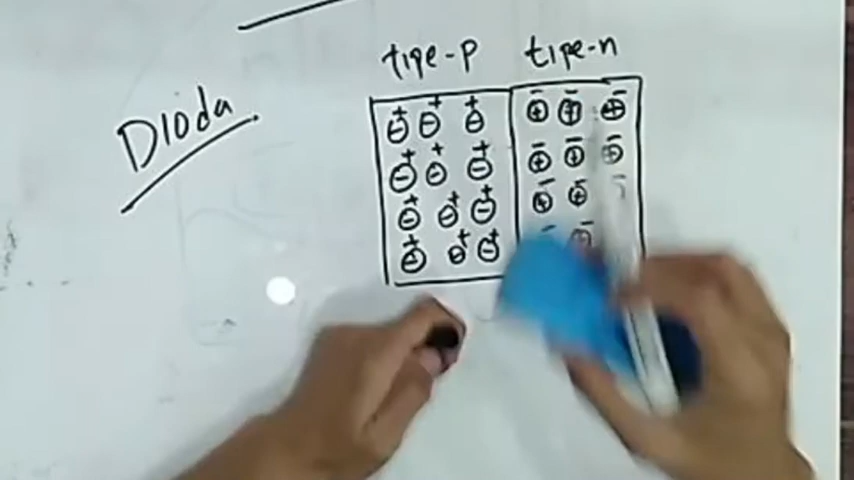 tipe-p tipe-n
Dioda
+ + + - - -
⊖ ⊖ ⊖ ⊕ ⊕ ⊕
+ + + - - -
⊖ ⊖ ⊖ ⊕ ⊕ ⊕
+ + + - - -
⊖ ⊖ ⊖ ⊕ ⊕
+ + + -
⊖ ⊖ ⊖ ⊕